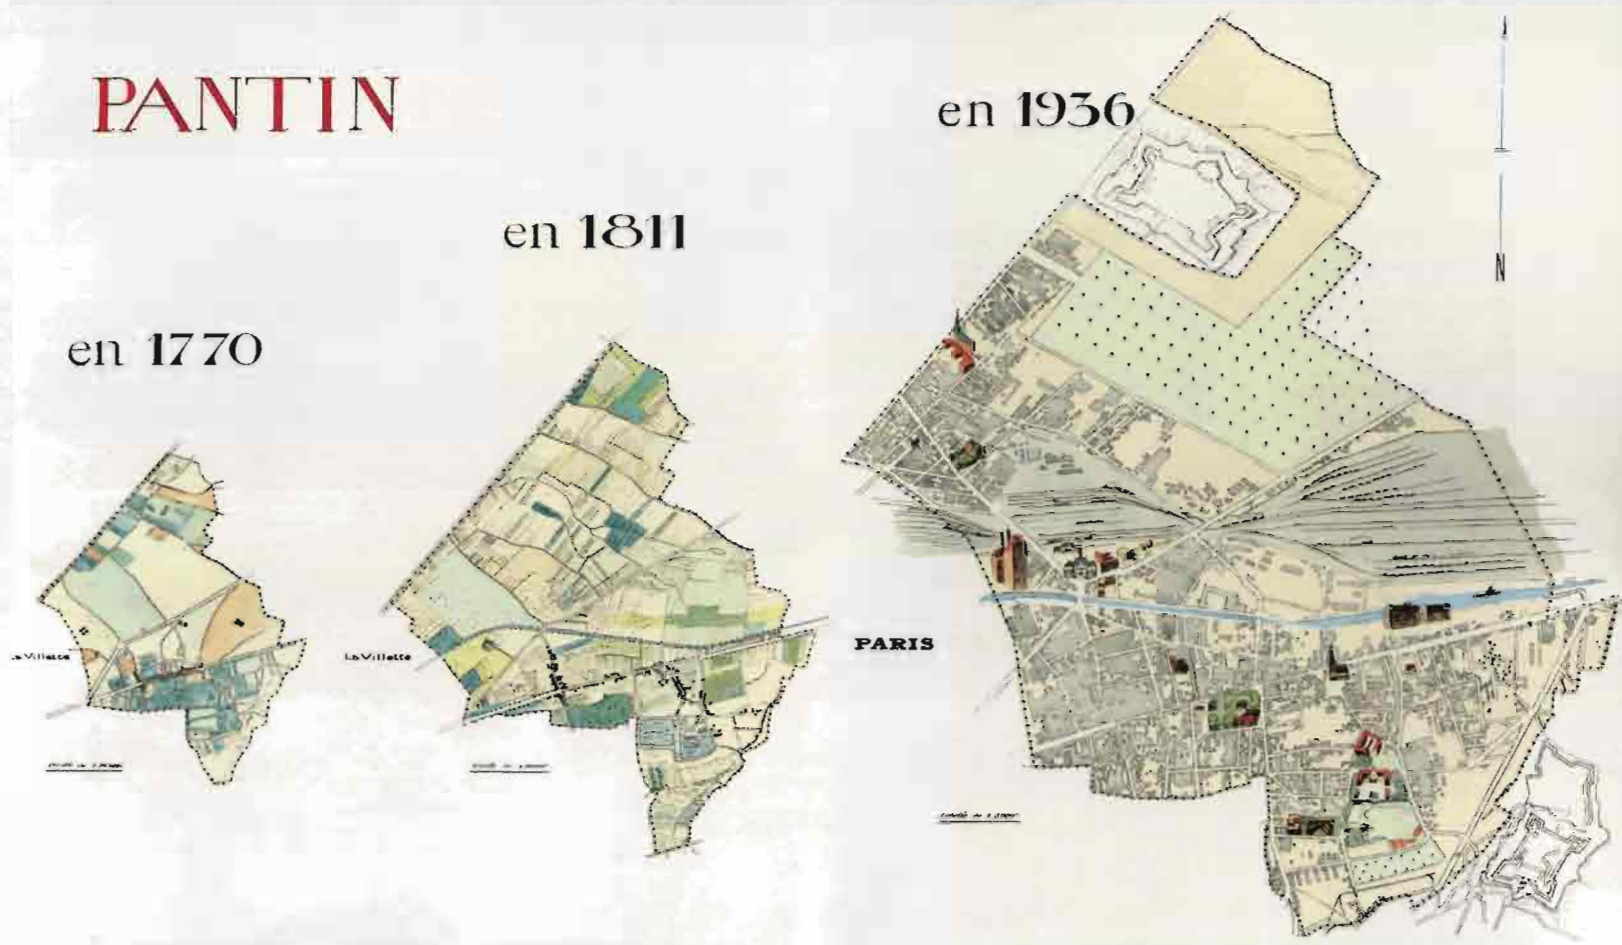 PANTIN
en 1770
en 1811
en 1936
N
La Villette
La Villette
PARIS